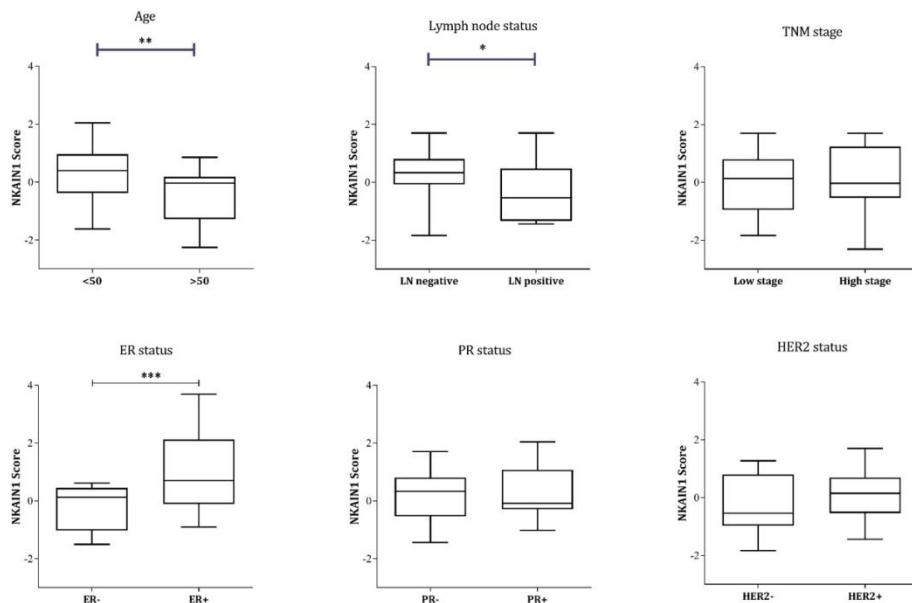 Age
**
NKAIN1 Score
4
2
0
-2
<50
>50
Lymph node status
*
NKAIN1 Score
4
2
0
-2
LN negative
LN positive
TNM stage
NKAIN1 Score
4
2
0
-2
Low stage
High stage
ER status
***
NKAIN1 Score
4
2
0
-2
ER-
ER+
PR status
NKAIN1 Score
4
2
0
-2
PR-
PR+
HER2 status
NKAIN1 Score
4
2
0
-2
HER2-
HER2+